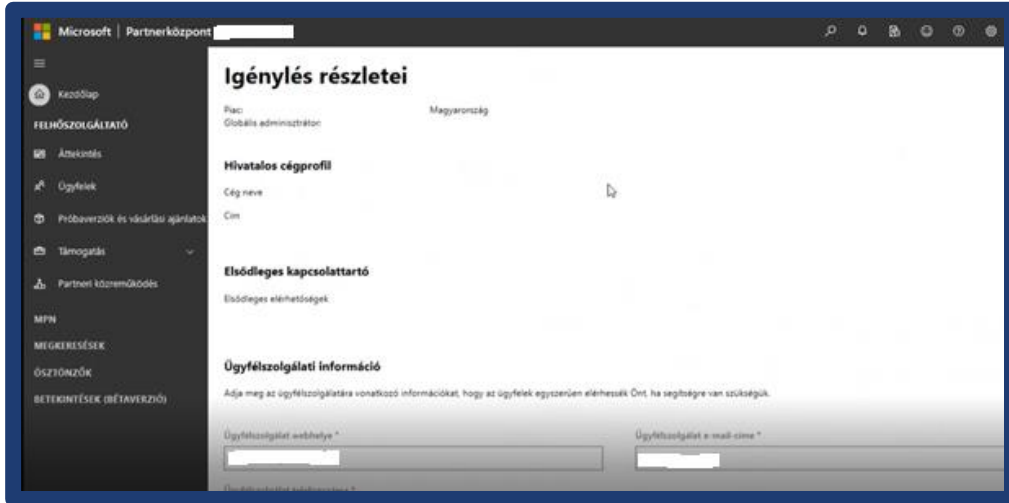 Microsoft | Partnerközpont
Kezdőlap
FELHŐSZOLGÁLTATÓ
Áttekintés
Ügyfelek
Próbaverziók és vásárlási ajánlatok
Támogatás
Partneri közreműködés
MPN
MEGKERESÉSEK
ÖSZTÖNZŐK
BETEKINTÉSEK (BÉTAVERZIÓ)
Igénylés részletei
Piac: Magyarország
Globális adminisztrátor:
Hivatalos cégprofil
Cég neve
Cím
Elsődleges kapcsolattartó
Elsődleges elérhetőségek
Ügyfélszolgálati információ
Adja meg az ügyfélszolgálatára vonatkozó információkat, hogy az ügyfelek egyszerűen elérhessék Önt, ha segítségre van szükségük.
Ügyfélszolgálat webhelye * Ügyfélszolgálat e-mail-címe *